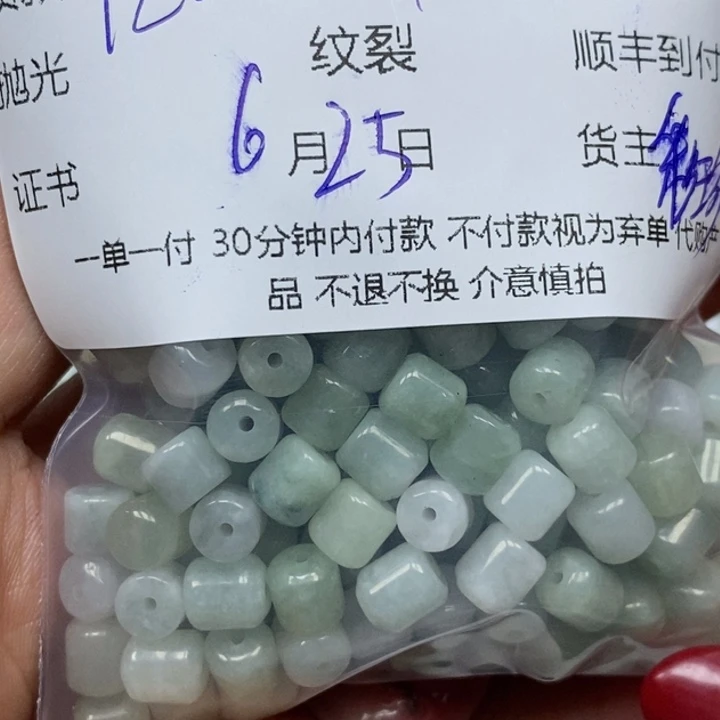 纹裂 顺丰到付
抛光
6月25日 货主
证书
一单一付 30分钟内付款 不付款视为弃单 代购产
品 不退不换 介意慎拍